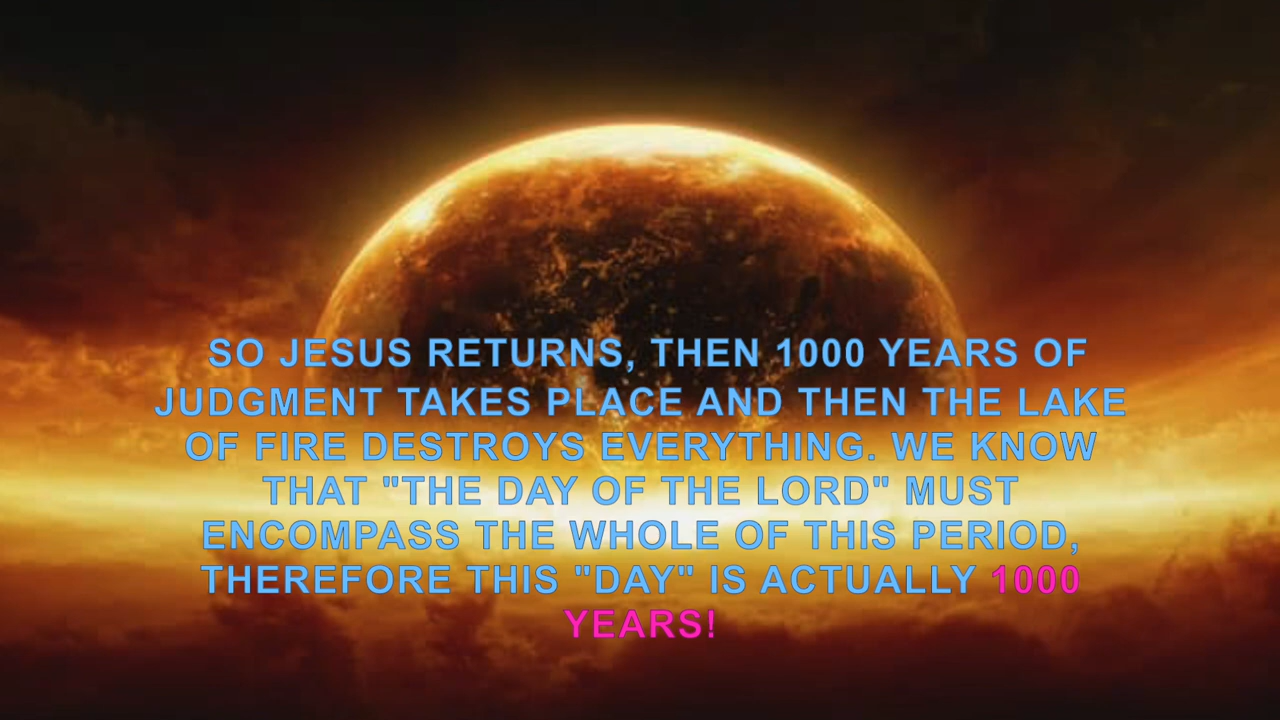 SO JESUS RETURNS, THEN 1000 YEARS OF
JUDGMENT TAKES PLACE AND THEN THE LAKE
OF FIRE DESTROYS EVERYTHING. WE KNOW
THAT "THE DAY OF THE LORD" MUST
ENCOMPASS THE WHOLE OF THIS PERIOD,
THEREFORE THIS "DAY" IS ACTUALLY 1000
YEARS!